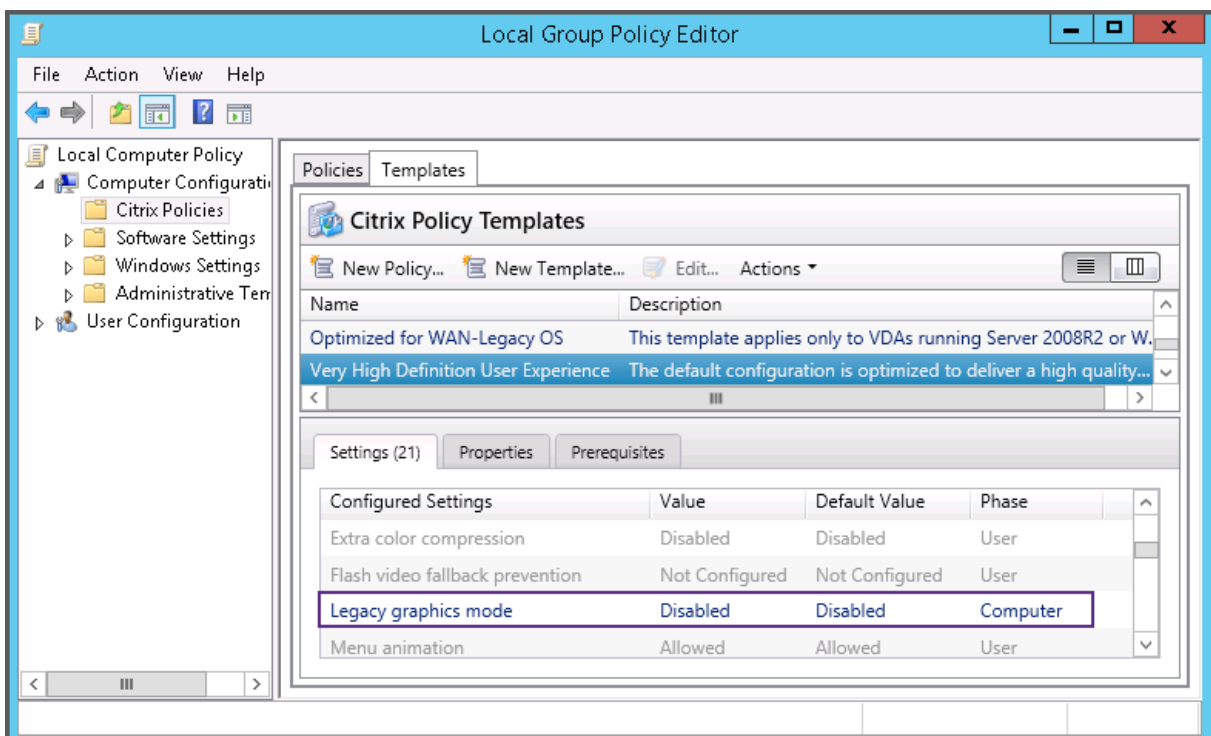 Local Group Policy Editor
File Action View Help
Local Computer Policy
Computer Configurati
Citrix Policies
Software Settings
Windows Settings
Administrative Tem
User Configuration
Policies Templates
Citrix Policy Templates
New Policy... New Template... Edit... Actions
Name Description
Optimized for WAN-Legacy OS This template applies only to VDAs running Server 2008R2 or W.
Very High Definition User Experience The default configuration is optimized to deliver a high quality...
Settings (21) Properties Prerequisites
Configured Settings Value Default Value Phase
Extra color compression Disabled Disabled User
Flash video fallback prevention Not Configured Not Configured User
Legacy graphics mode Disabled Disabled Computer
Menu animation Allowed Allowed User